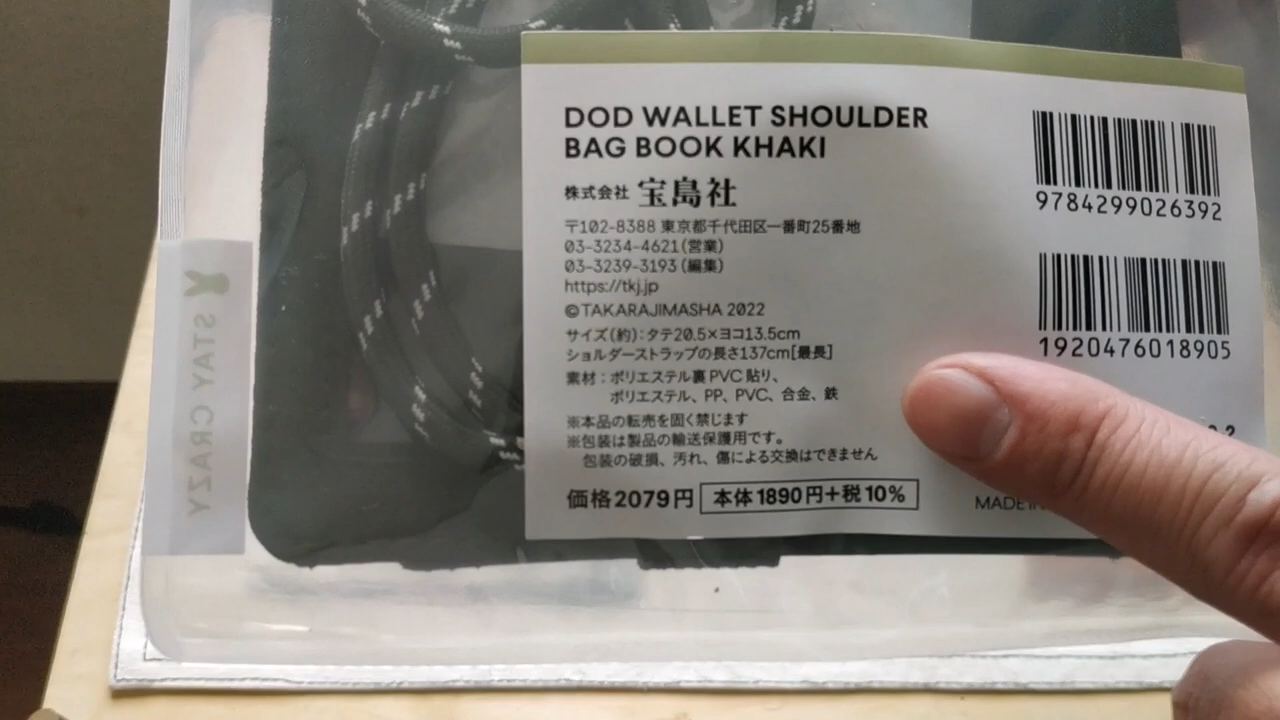 DOD WALLET SHOULDER
BAG BOOK KHAKI
株式会社 宝島社
〒102-8388 東京都千代田区一番町25番地
03-3234-4621(営業)
03-3239-3193(編集)
https://tkj.jp
©TAKARAJIMASHA 2022
サイズ(約):タテ20.5×ヨコ13.5cm
ショルダーストラップの長さ137cm[最長]
素材:ポリエステル裏PVC貼り、
ポリエステル、PP、PVC、合金、鉄
※本品の転売を固く禁じます
※包装は製品の輸送保護用です。
包装の破損、汚れ、傷による交換はできません
価格2079円 本体1890円+税10%
9784299026392
1920476018905
MADE
STAY CRAZY